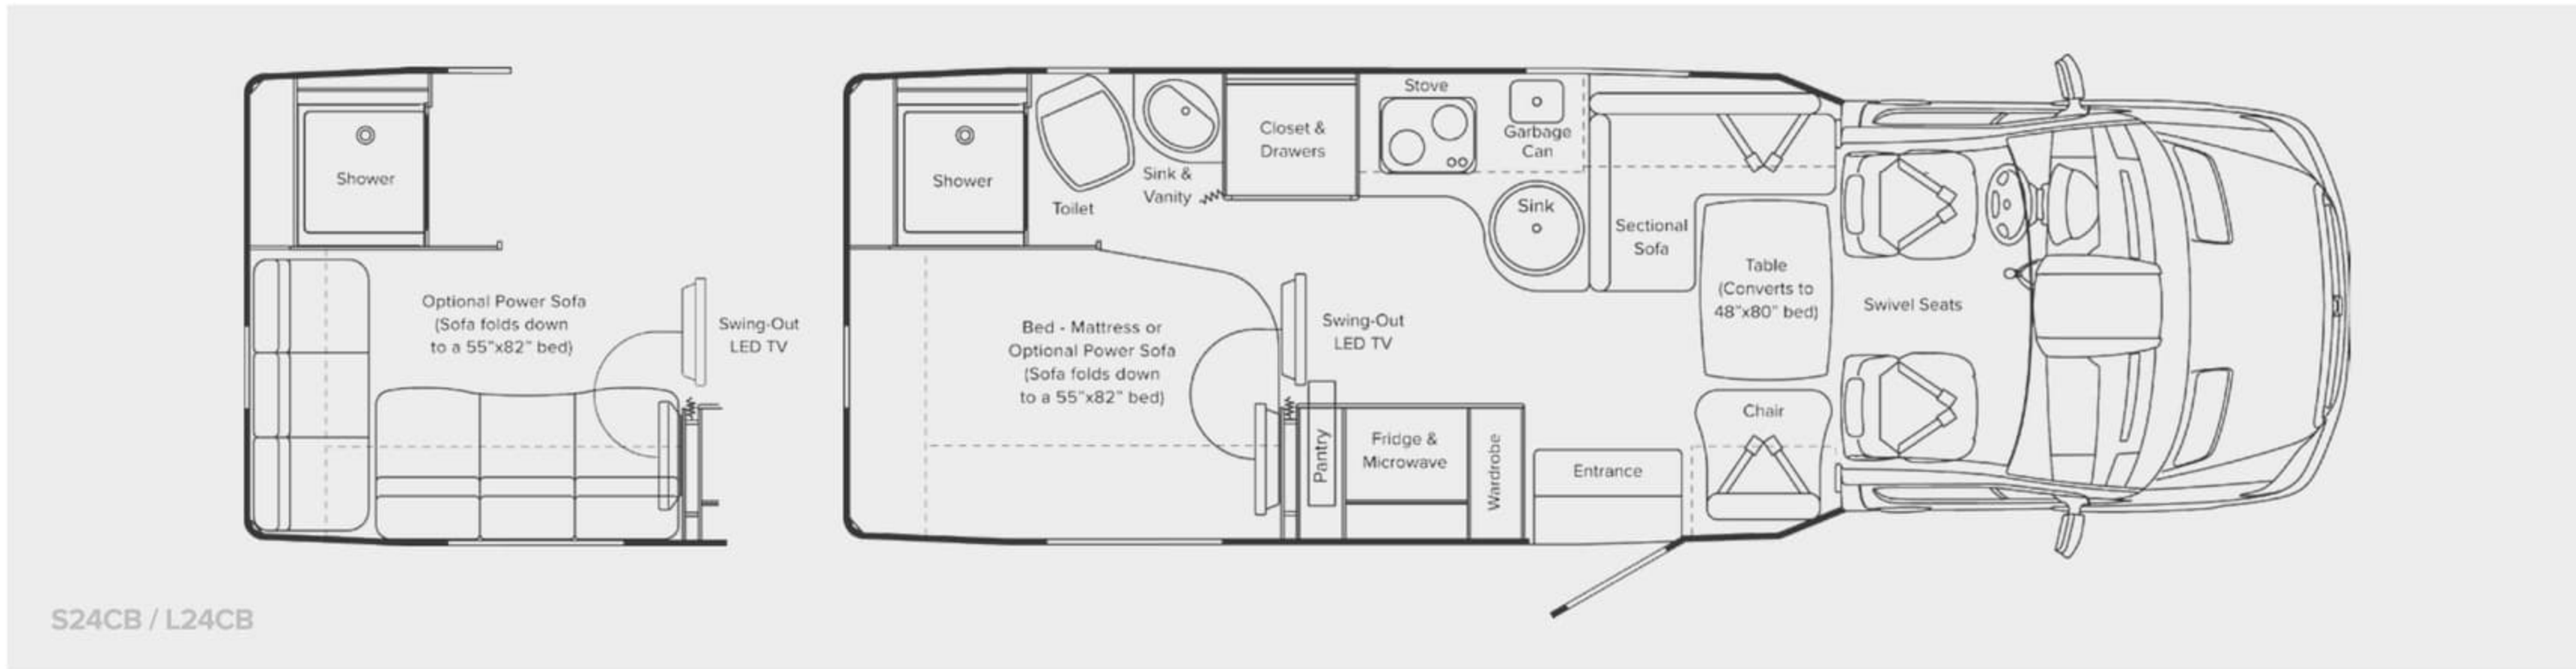 Shower
Optional Power Sofa
(Sofa folds down
to a 55"x82" bed)
Swing-Out
LED TV
Shower
Toilet
Sink &
Vanity
Closet &
Drawers
Stove
Garbage
Can
Sink
Sectional
Sofa
Table
(Converts to
48"x80" bed)
Swivel Seats
Bed - Mattress or
Optional Power Sofa
(Sofa folds down
to a 55"x82" bed)
Swing-Out
LED TV
Pantry
Fridge &
Microwave
Wardrobe
Entrance
Chair
S24CB / L24CB